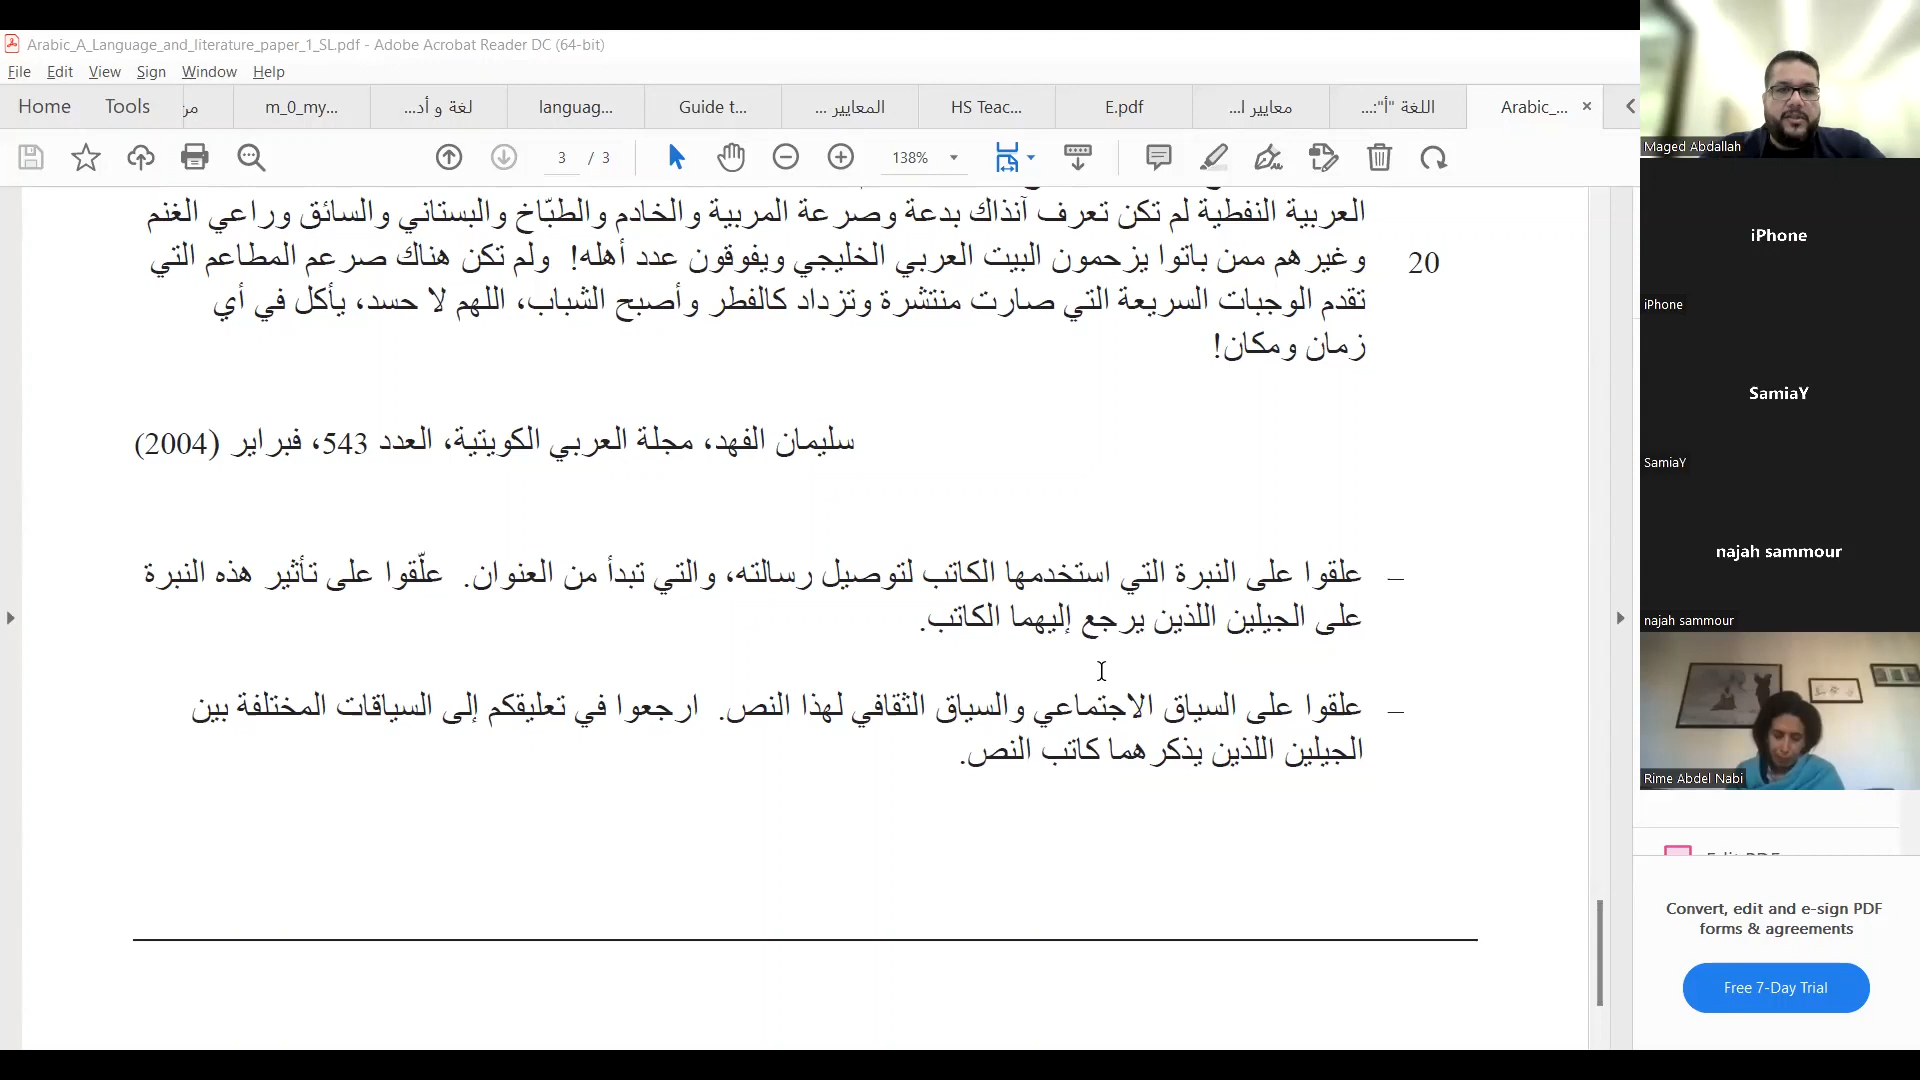 Arabic_A_Language_and_literature_paper_1_SL.pdf - Adobe Acrobat Reader DC (64-bit)
File Edit View Sign Window Help
Home Tools مر m_0_my... لغة و أد... languag... Guide t... المعايير ... HS Teac... E.pdf معايير ا... اللغة "أ":... Arabic_...
3 / 3 138%
العربية النفطية لم تكن تعرف آنذاك بدعة وصرعة المربية والخادم والطبّاخ والبستاني والسائق وراعي الغنم
20 وغيرهم ممن باتوا يزحمون البيت العربي الخليجي ويفوقون عدد أهله! ولم تكن هناك صرعم المطاعم التي
تقدم الوجبات السريعة التي صارت منتشرة وتزداد كالفطر وأصبح الشباب، اللهم لا حسد، يأكل في أي
زمان ومكان!
سليمان الفهد، مجلة العربي الكويتية، العدد 543، فبراير (2004)
– علقوا على النبرة التي استخدمها الكاتب لتوصيل رسالته، والتي تبدأ من العنوان. علّقوا على تأثير هذه النبرة
على الجيلين اللذين يرجع إليهما الكاتب.
– علقوا على السياق الاجتماعي والسياق الثقافي لهذا النص. ارجعوا في تعليقكم إلى السياقات المختلفة بين
الجيلين اللذين يذكرهما كاتب النص.
Maged Abdallah
iPhone
iPhone
SamiaY
SamiaY
najah sammour
najah sammour
Rime Abdel Nabi
Convert, edit and e-sign PDF
forms & agreements
Free 7-Day Trial